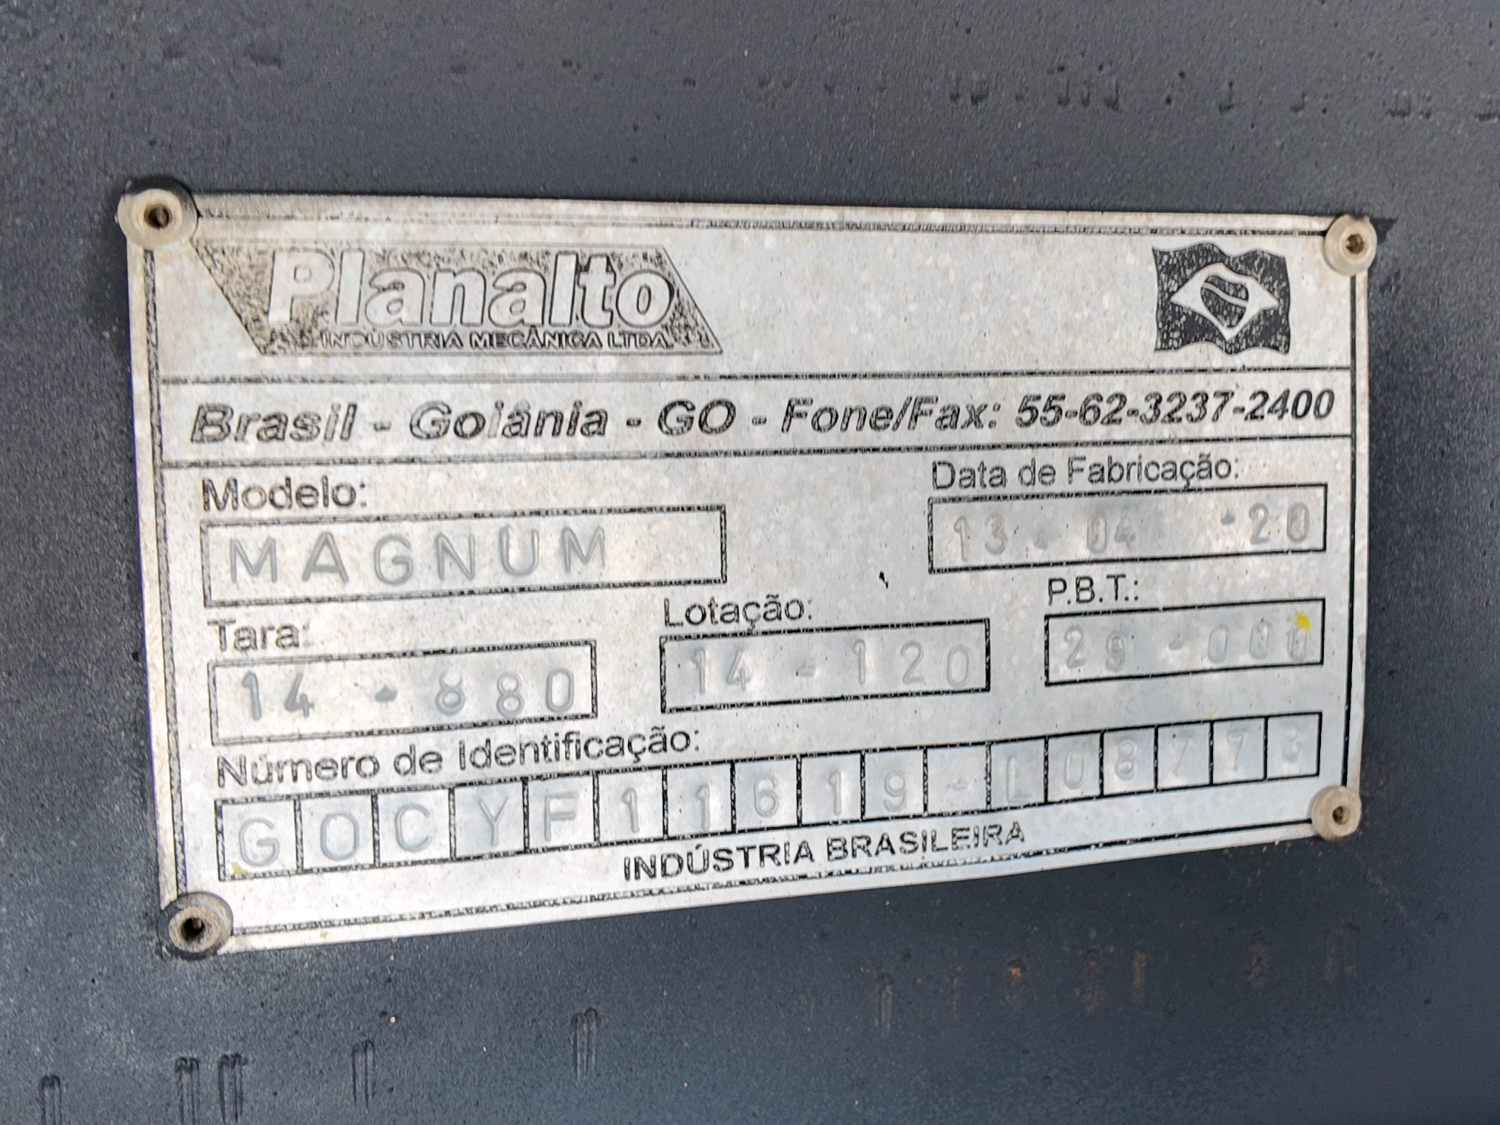 Planalto
INDÚSTRIA MECÂNICA LTDA.
Brasil - Goiânia - GO - Fone/Fax: 55-62-3237-2400
Modelo:
MAGNUM
Data de Fabricação:
13-04-20
Tara:
14-880
Lotação:
14-120
P.B.T.:
29-000
Número de Identificação:
GOCYF11619-L08773
INDÚSTRIA BRASILEIRA